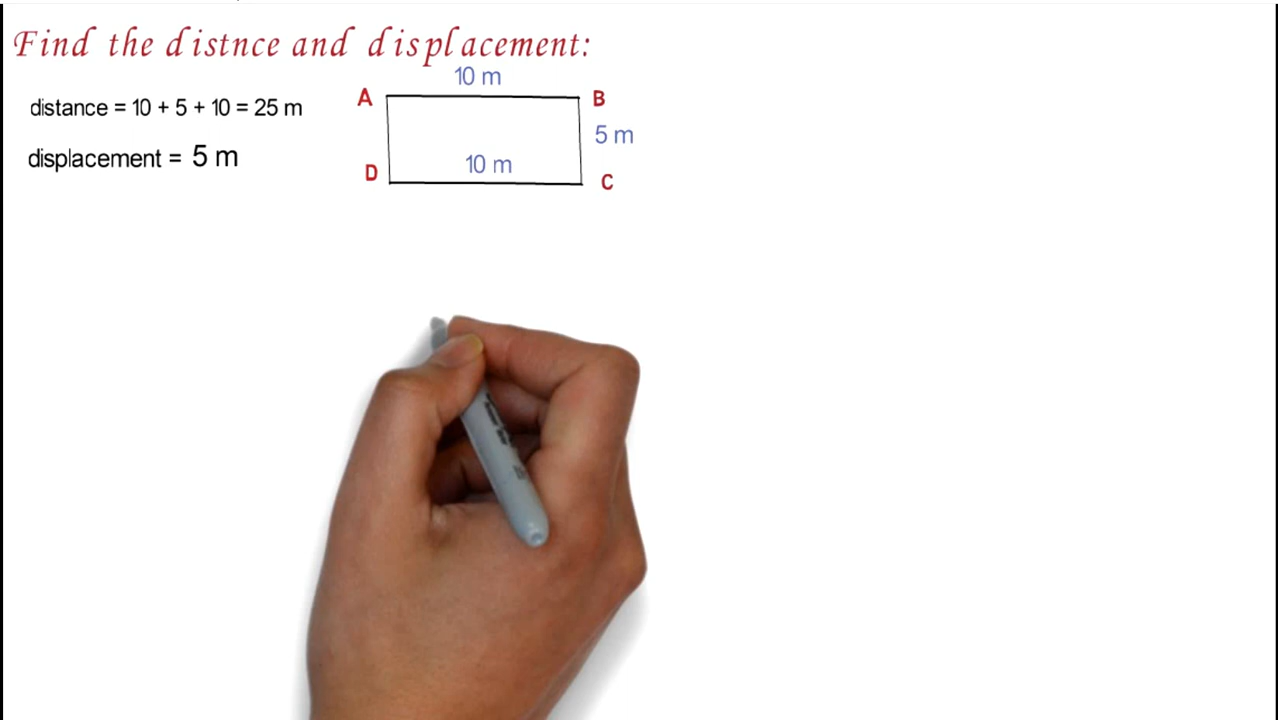 Find the distnce and displacement:
10 m
A
B
distance = 10 + 5 + 10 = 25 m
5 m
displacement = 5 m
10 m
D
C